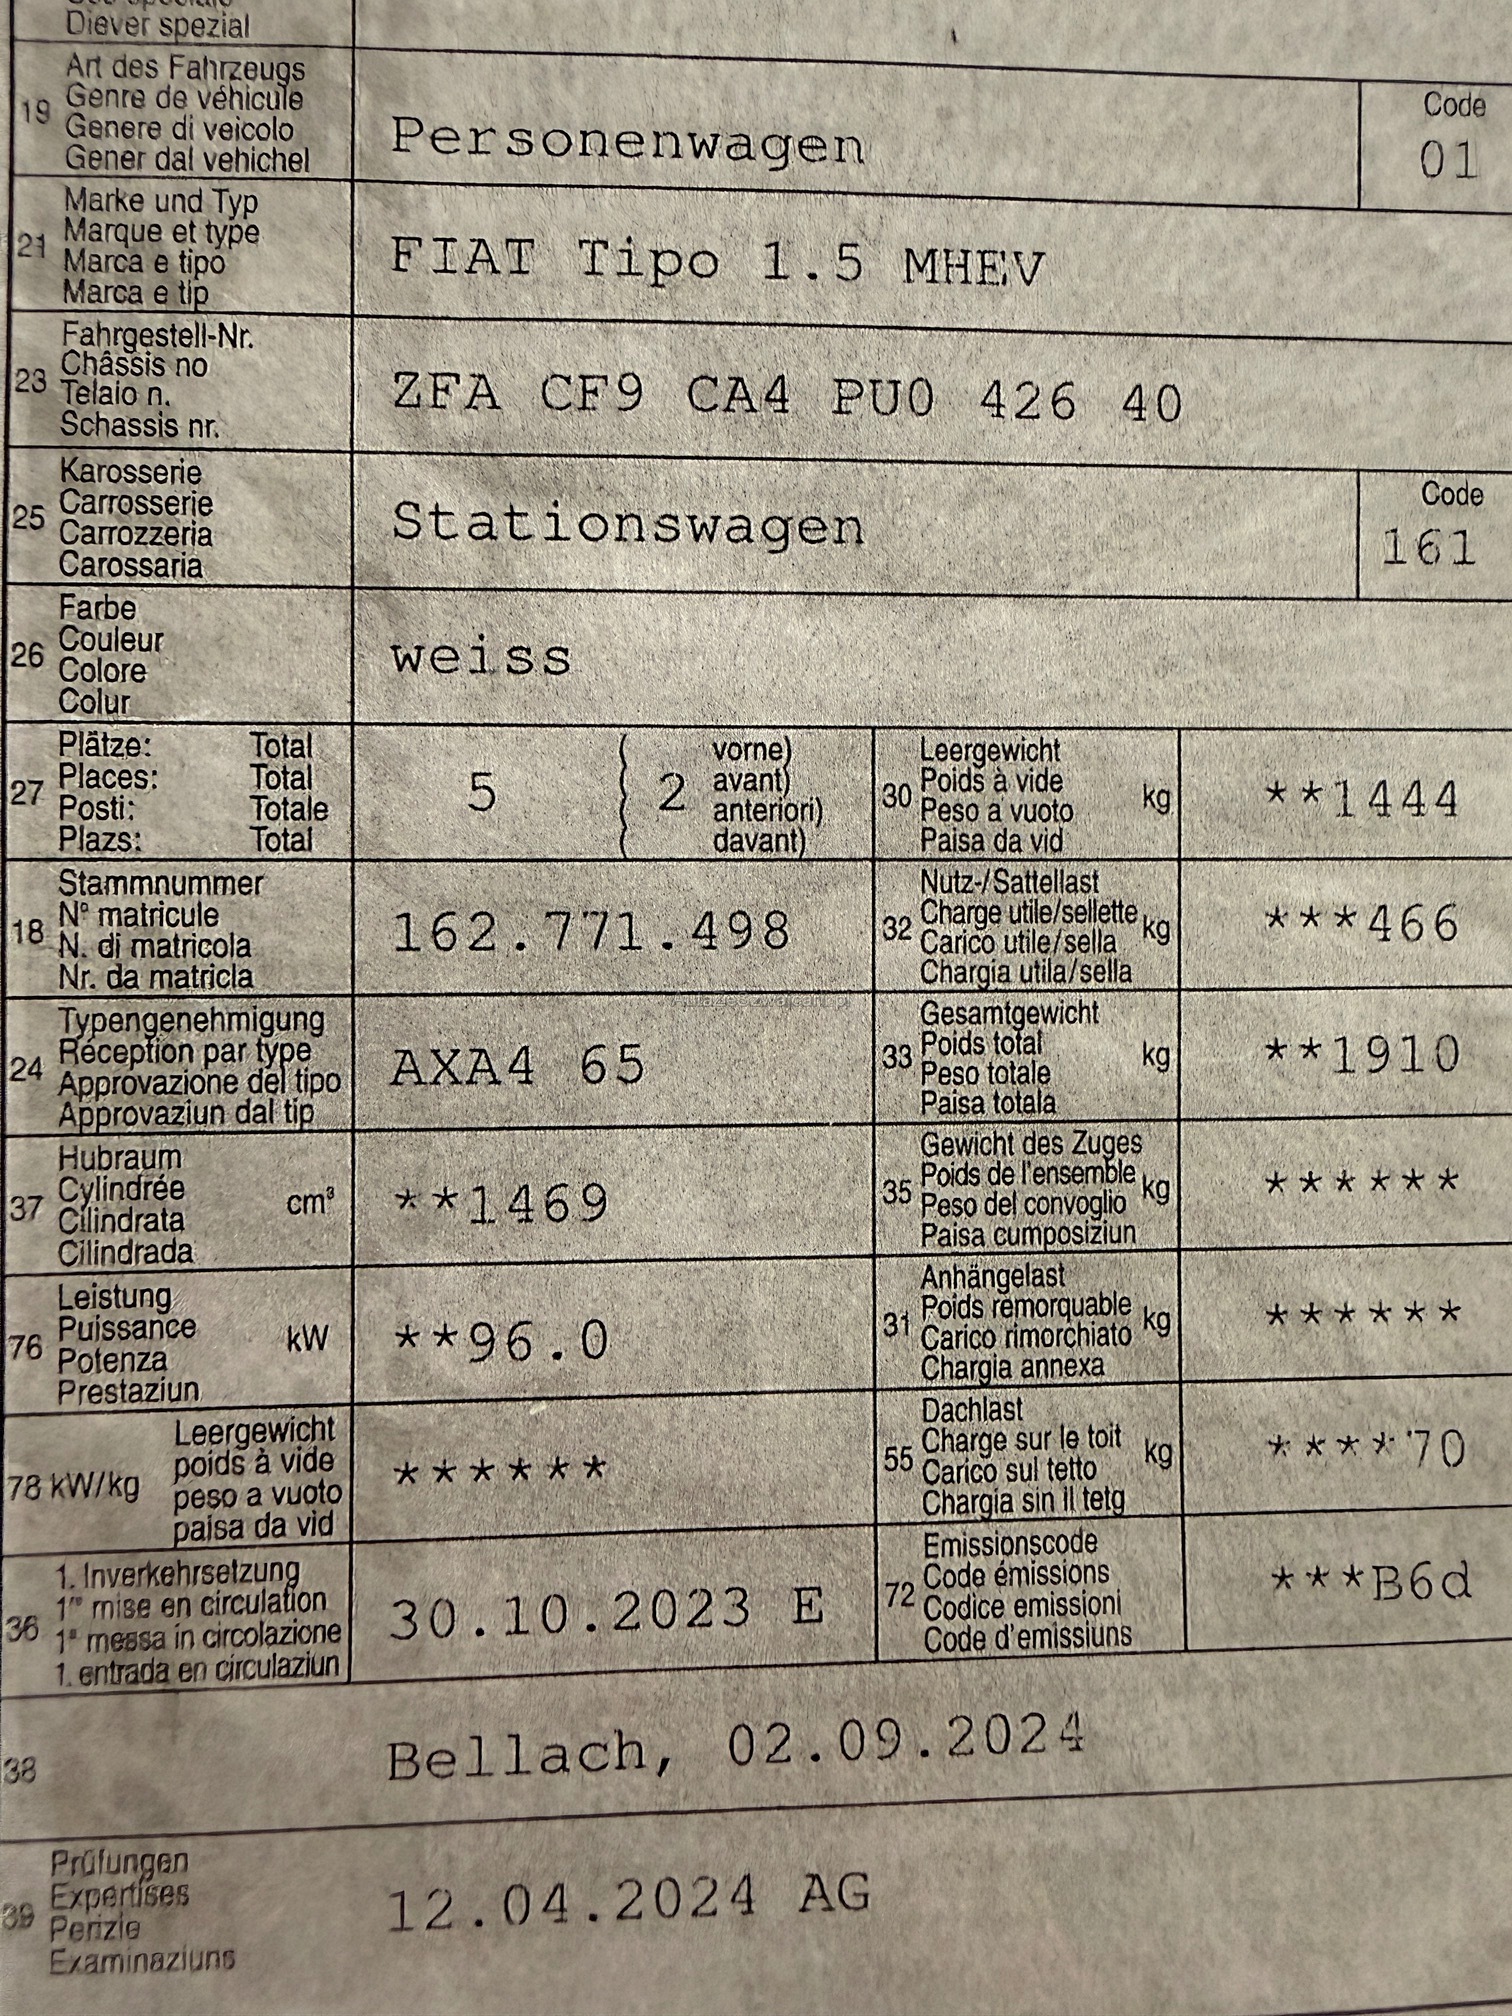 Diever spezial
19 Art des Fahrzeugs
Genre de véhicule
Genere di veicolo
Gener dal vehichel
Personenwagen
Code
01
21 Marke und Typ
Marque et type
Marca e tipo
Marca e tip
FIAT Tipo 1.5 MHEV
23 Fahrgestell-Nr.
Châssis no
Telaio n.
Schassis nr.
ZFA CF9 CA4 PU0 426 40
25 Karosserie
Carrosserie
Carrozzeria
Carossaria
Stationswagen
Code
161
26 Farbe
Couleur
Colore
Colur
weiss
27 Plätze: Total
Places: Total
Posti: Totale
Plazs: Total
5 ( 2 vorne)
( avant)
( anteriori)
( davant)
30 Leergewicht
Poids à vide
Peso a vuoto
Paisa da vid
kg **1444
18 Stammnummer
N° matricule
N. di matricola
Nr. da matricla
162.771.498
32 Nutz-/Sattellast
Charge utile/sellette
Carico utile/sella
Chargia utila/sella
kg ***466
24 Typengenehmigung
Réception par type
Approvazione del tipo
Approvaziun dal tip
AXA4 65
33 Gesamtgewicht
Poids total
Peso totale
Paisa totala
kg **1910
37 Hubraum
Cylindrée
Cilindrata
Cilindrada
cm³ **1469
35 Gewicht des Zuges
Poids de l'ensemble
Peso del convoglio
Paisa cumposiziun
kg ******
76 Leistung
Puissance
Potenza
Prestaziun
kW **96.0
31 Anhängelast
Poids remorquable
Carico rimorchiato
Chargia annexa
kg ******
78 kW/kg Leergewicht
poids à vide
peso a vuoto
paisa da vid
******
55 Dachlast
Charge sur le toit
Carico sul tetto
Chargia sin il tetg
kg ****70
36 1. Inverkehrsetzung
1re mise en circulation
1a messa in circolazione
1. entrada en circulaziun
30.10.2023 E
72 Emissionscode
Code émissions
Codice emissioni
Code d'emissiuns
***B6d
38 Bellach, 02.09.2024
39 Prüfungen
Expertises
Perizie
Examinaziuns
12.04.2024 AG